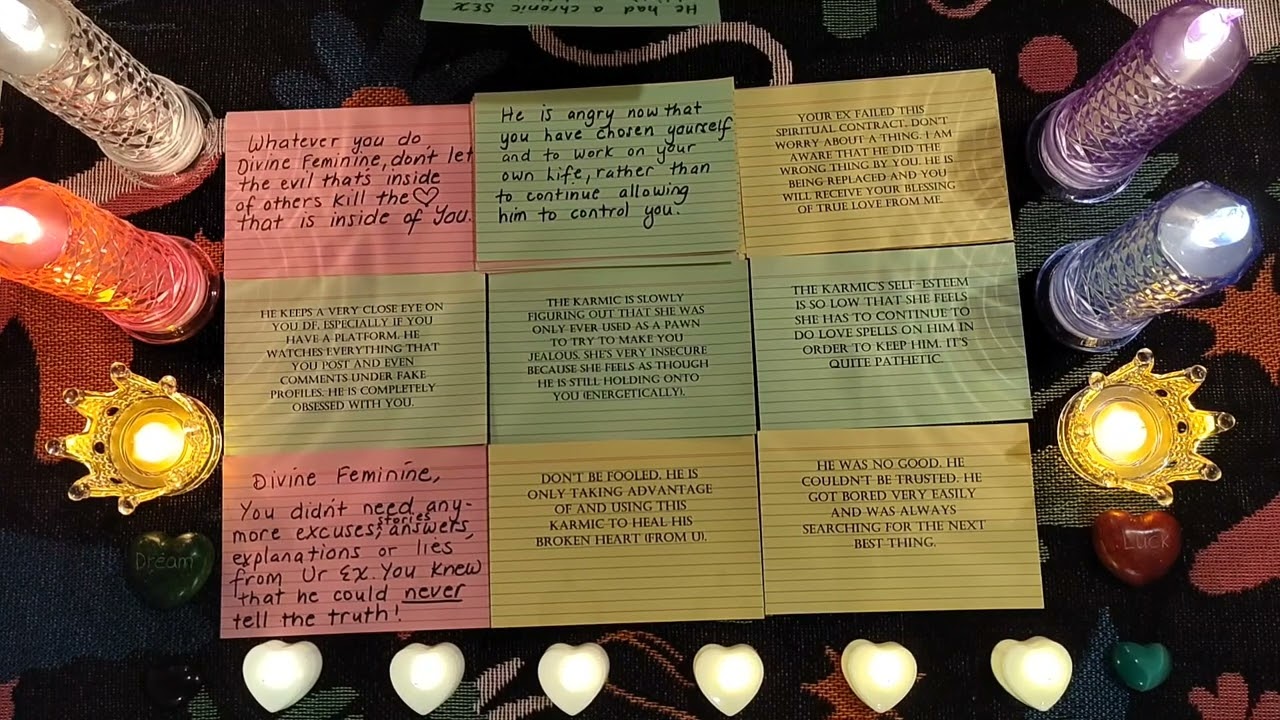 He had a chronic SEX
Whatever you do,
Divine Feminine, don't let
the evil thats inside
of others kill the ♡
that is inside of You.
He is angry now that
you have chosen yourself
and to work on your
own life, rather than
to continue allowing
him to control you.
YOUR EX FAILED THIS
SPIRITUAL CONTRACT. DON'T
WORRY ABOUT A THING. I AM
AWARE THAT HE DID THE
WRONG THING BY YOU. HE IS
BEING REPLACED AND YOU
WILL RECEIVE YOUR BLESSING
OF TRUE LOVE FROM ME.
HE KEEPS A VERY CLOSE EYE ON
YOU DF, ESPECIALLY IF YOU
HAVE A PLATFORM. HE
WATCHES EVERYTHING THAT
YOU POST AND EVEN
COMMENTS UNDER FAKE
PROFILES. HE IS COMPLETELY
OBSESSED WITH YOU.
THE KARMIC IS SLOWLY
FIGURING OUT THAT SHE WAS
ONLY EVER USED AS A PAWN
TO TRY TO MAKE YOU
JEALOUS. SHE'S VERY INSECURE
BECAUSE SHE FEELS AS THOUGH
HE IS STILL HOLDING ONTO
YOU (ENERGETICALLY).
THE KARMIC'S SELF-ESTEEM
IS SO LOW THAT SHE FEELS
SHE HAS TO CONTINUE TO
DO LOVE SPELLS ON HIM IN
ORDER TO KEEP HIM. IT'S
QUITE PATHETIC.
Divine Feminine,
You didn't need any-
more excuses, stories, answers,
explanations or lies
from Ur Ex. You knew
that he could never
tell the truth!
DON'T BE FOOLED. HE IS
ONLY TAKING ADVANTAGE
OF AND USING THIS
KARMIC TO HEAL HIS
BROKEN HEART (FROM U).
HE WAS NO GOOD. HE
COULDN'T BE TRUSTED. HE
GOT BORED VERY EASILY
AND WAS ALWAYS
SEARCHING FOR THE NEXT
BEST THING.
Dream
Luck